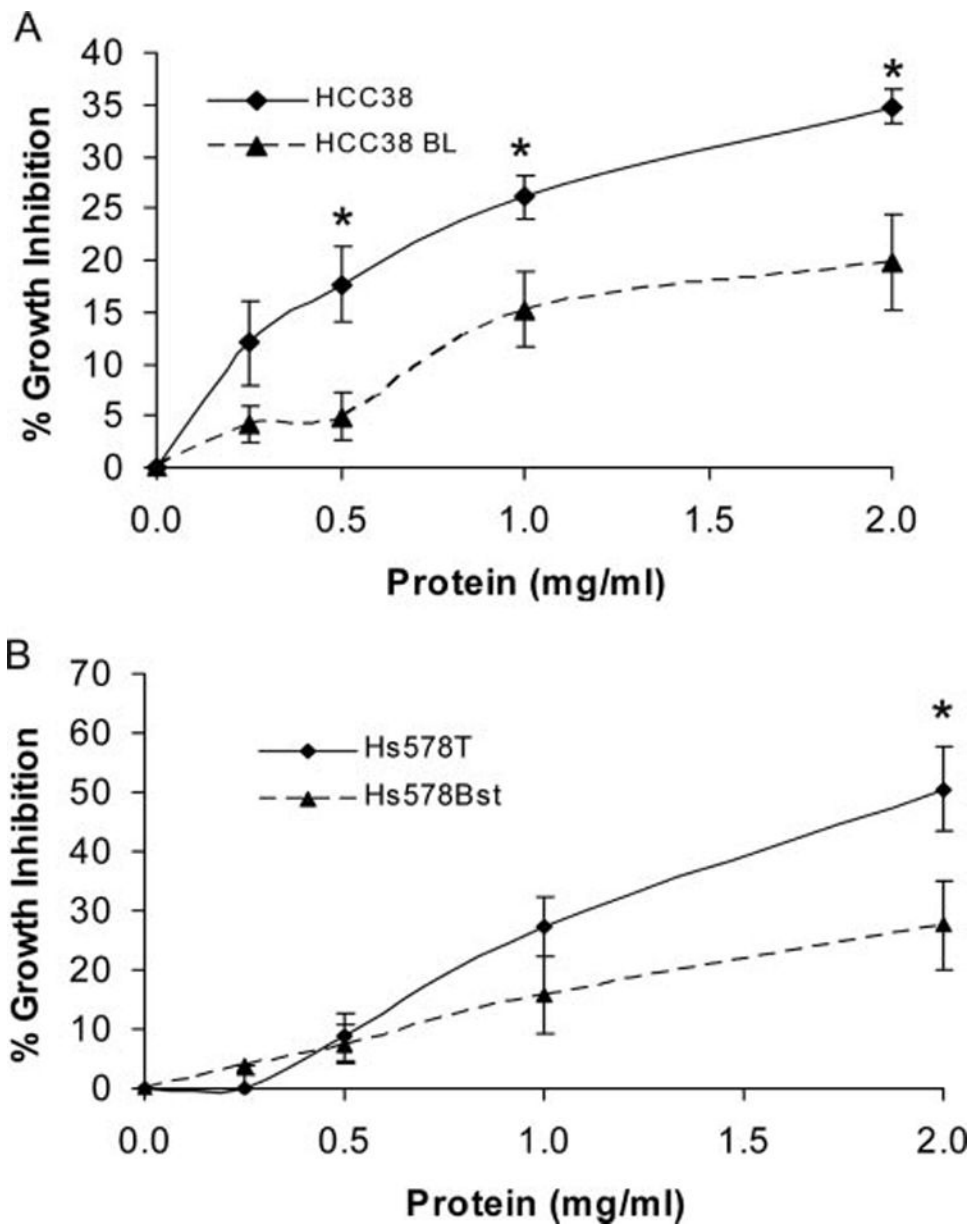 A
40
35
30
25
20
15
10
5
0
% Growth Inhibition
HCC38
HCC38 BL
*
*
*
0.0 0.5 1.0 1.5 2.0
Protein (mg/ml)
B
70
60
50
40
30
20
10
0
% Growth Inhibition
Hs578T
Hs578Bst
*
0.0 0.5 1.0 1.5 2.0
Protein (mg/ml)